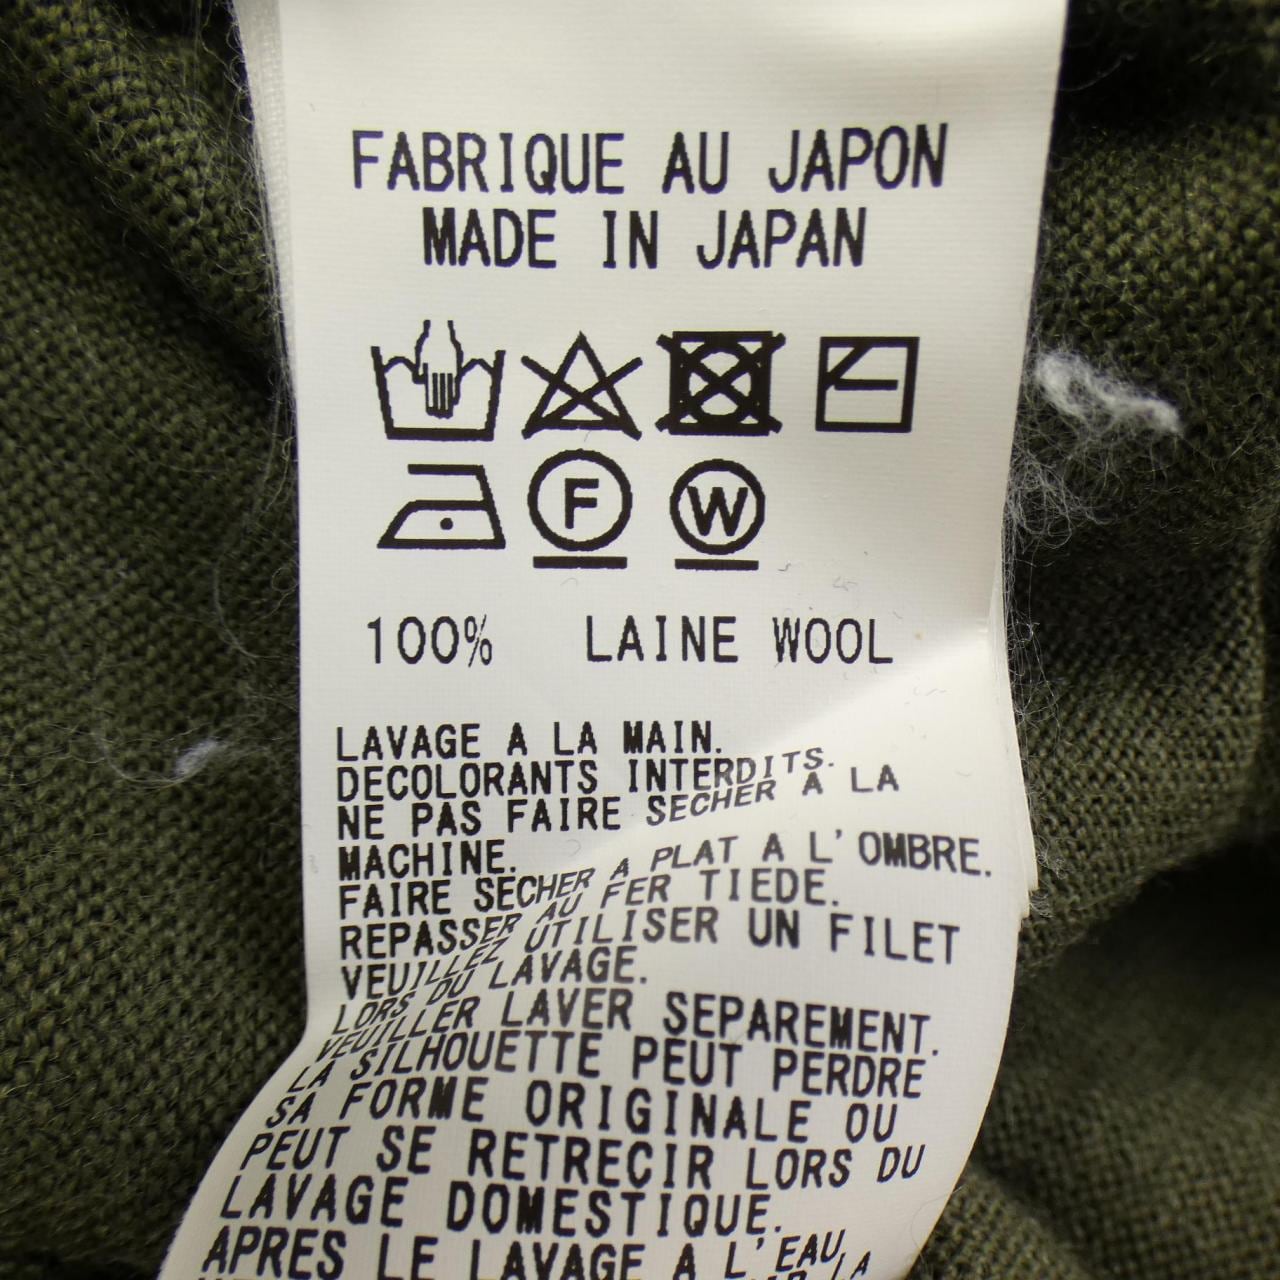 FABRIQUE AU JAPON
MADE IN JAPAN
F W
100% LAINE WOOL
LAVAGE A LA MAIN.
DECOLORANTS INTERDITS.
NE PAS FAIRE SECHER A LA
MACHINE.
FAIRE SECHER A PLAT A L'OMBRE.
REPASSER AU FER TIEDE.
VEUILLEZ UTILISER UN FILET
LORS DU LAVAGE.
VEUILLER LAVER SEPAREMENT.
LA SILHOUETTE PEUT PERDRE
SA FORME ORIGINALE OU
PEUT SE RETRECIR LORS DU
LAVAGE DOMESTIQUE.
APRES LE LAVAGE A L'EAU,
LA